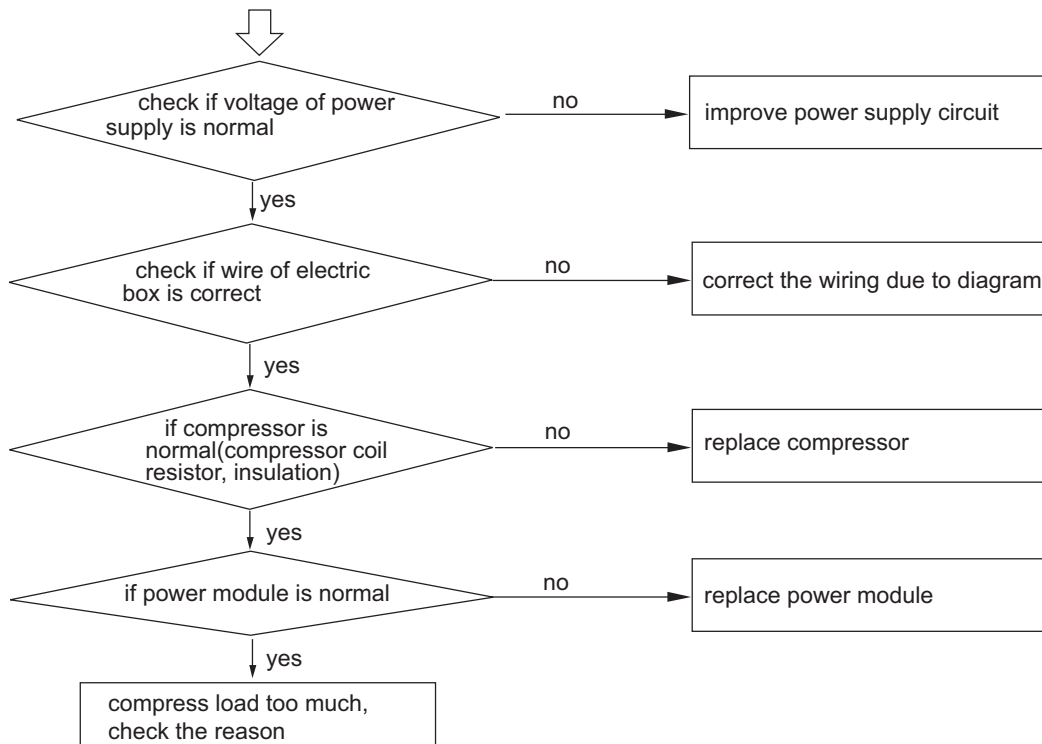 check if voltage of power
supply is normal
no
improve power supply circuit
yes
check if wire of electric
box is correct
no
correct the wiring due to diagram
yes
if compressor is
normal(compressor coil
resistor, insulation)
no
replace compressor
yes
if power module is normal
no
replace power module
yes
compress load too much,
check the reason